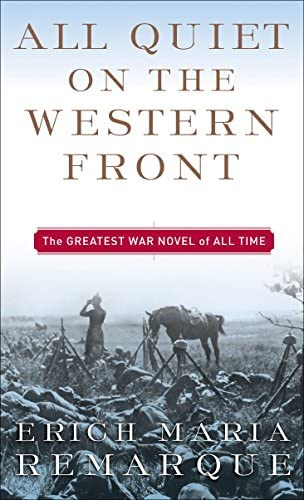 ALL QUIET
ON THE
WESTERN
FRONT
The GREATEST WAR NOVEL of ALL TIME
ERICH MARIA
REMARQUE